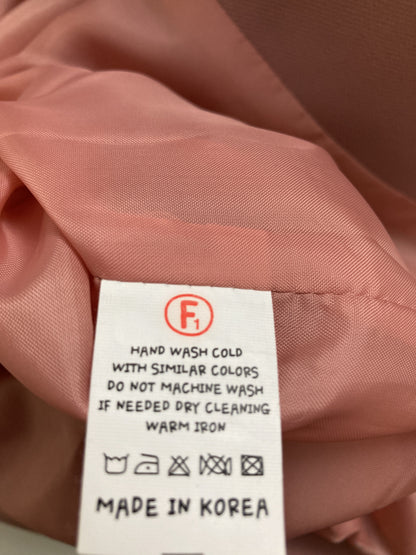 F1
HAND WASH COLD
WITH SIMILAR COLORS
DO NOT MACHINE WASH
IF NEEDED DRY CLEANING
WARM IRON
MADE IN KOREA